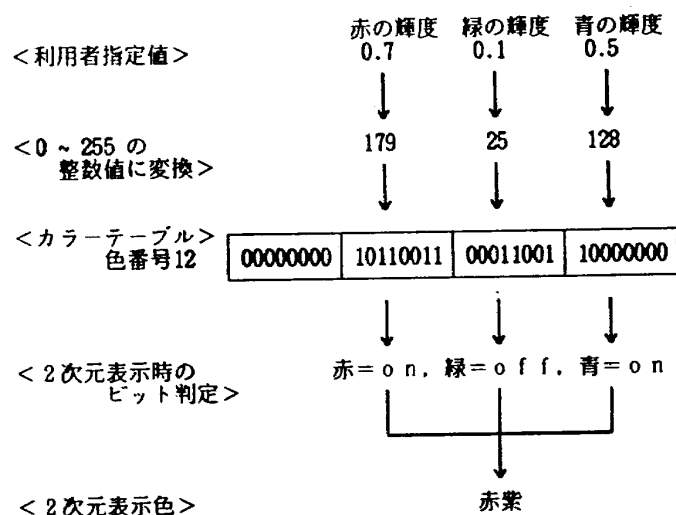 赤の輝度 緑の輝度 青の輝度
<利用者指定値> 0.7 0.1 0.5
<0 ~ 255 の 179 25 128
整数値に変換>
<カラーテーブル>
色番号12 00000000 10110011 00011001 10000000
<2次元表示時の 赤=on, 緑=off, 青=on
ビット判定>
<2次元表示色> 赤紫